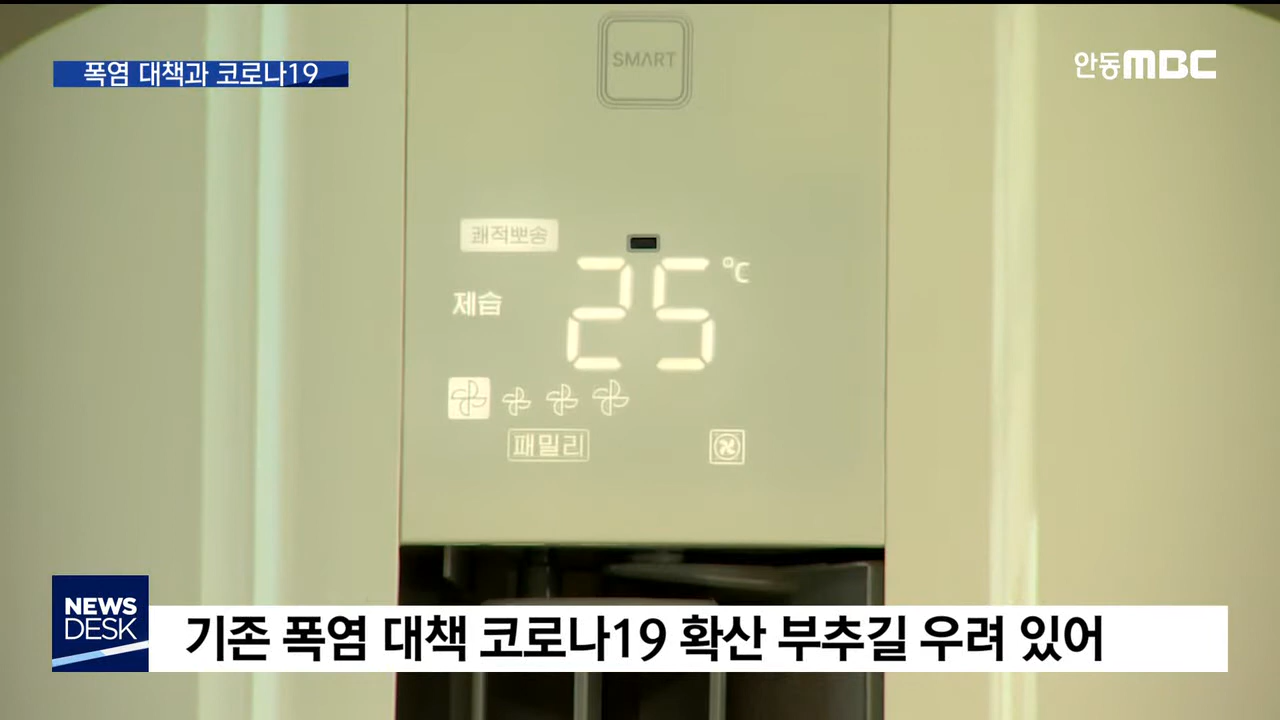 폭염 대책과 코로나19
안동MBC
SMART
쾌적뽀송
25°C
제습
패밀리
NEWS DESK
기존 폭염 대책 코로나19 확산 부추길 우려 있어